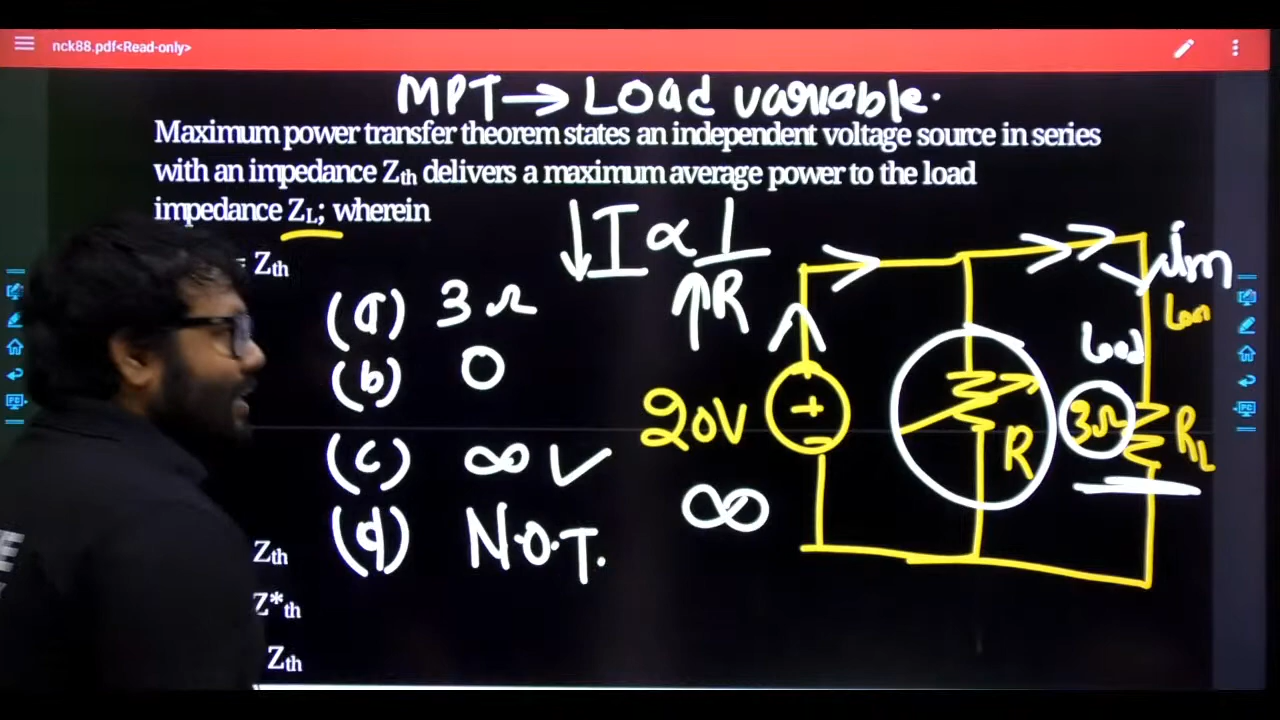 nck88.pdf<Read-only>
MPT → LOad variable.
Maximum power transfer theorem states an independent voltage source in series
with an impedance Zth delivers a maximum average power to the load
impedance ZL; wherein
= Zth
↓ I ∝ 1/↑R
im
(a) 3Ω
Load
(b) 0
20V
+
-
R
3Ω
RL
(c) ∞ ✓
∞
(d) N.O.T.
Zth
Z*th
Zth